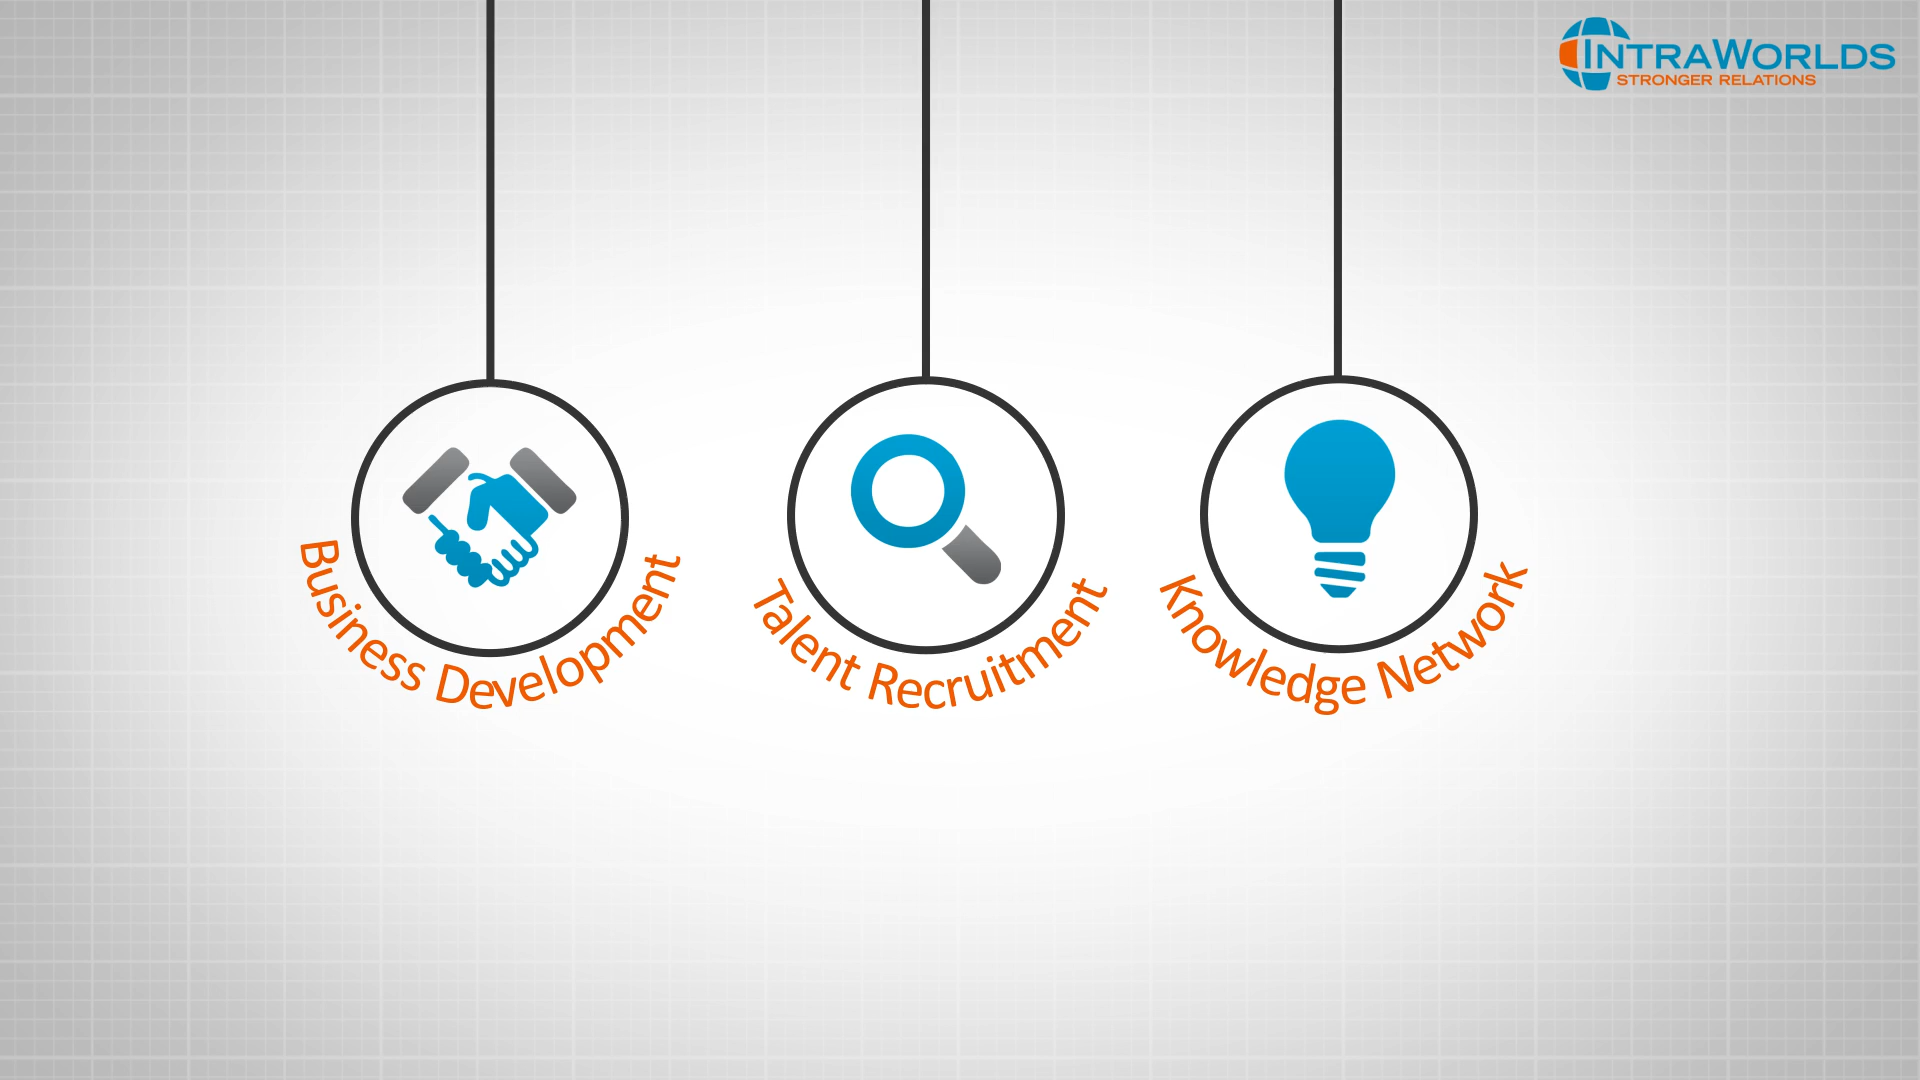 INTRAWORLDS
STRONGER RELATIONS
Business Development
Talent Recruitment
Knowledge Network